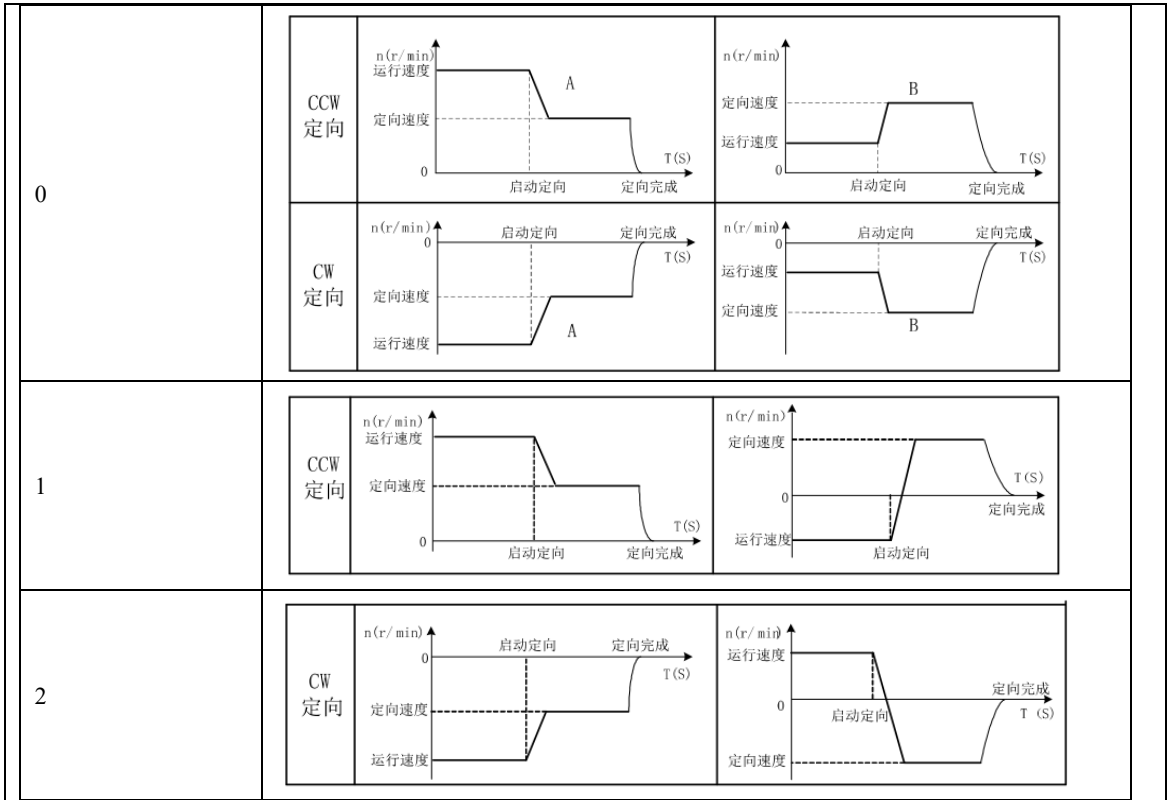 0
CCW
定向
n(r/min)
运行速度
A
定向速度
T(S)
0
启动定向
定向完成
n(r/min)
B
定向速度
运行速度
T(S)
0
启动定向
定向完成
CW
定向
n(r/min)
启动定向
定向完成
0
T(S)
定向速度
A
运行速度
n(r/min)
启动定向
定向完成
0
T(S)
运行速度
定向速度
B
1
CCW
定向
n(r/min)
运行速度
定向速度
T(S)
0
启动定向
定向完成
n(r/min)
定向速度
T(S)
0
定向完成
运行速度
启动定向
2
CW
定向
n(r/min)
启动定向
定向完成
0
T(S)
定向速度
运行速度
n(r/min)
运行速度
定向完成
0
启动定向
T (S)
定向速度